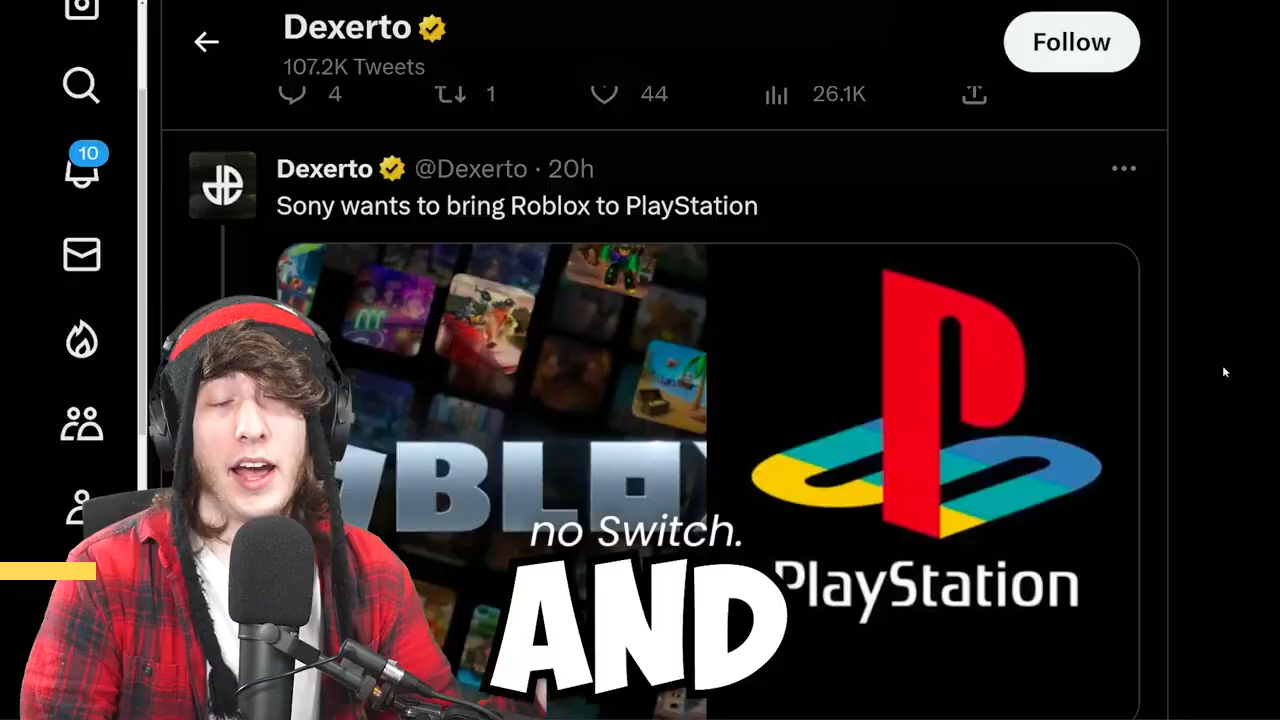 Dexerto
107.2K Tweets
Follow
4
1
44
26.1K
10
Dexerto @Dexerto · 20h
Sony wants to bring Roblox to PlayStation
BLOX
no Switch.
AND
PlayStation